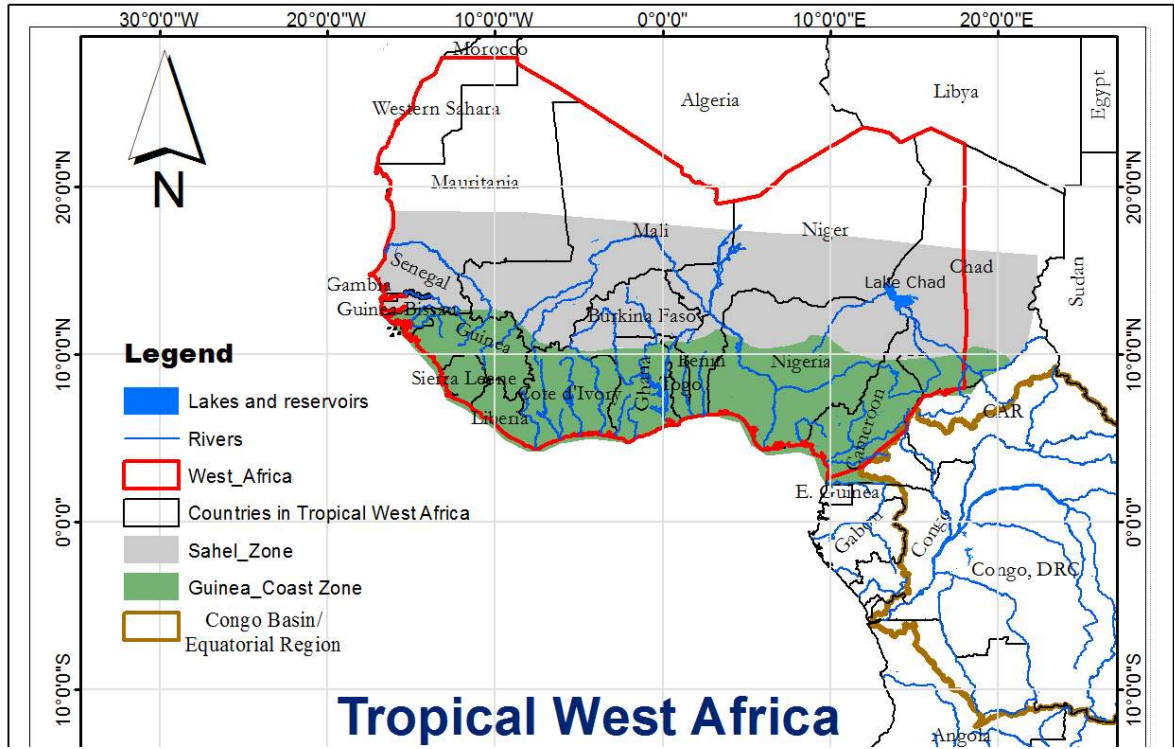 30°0'0"W
20°0'0"W
10°0'0"W
0°0'0"
10°0'0"E
20°0'0"E
Morocco
Western Sahara
Algeria
Libya
Egypt
Mauritania
Mali
Niger
Chad
Sudan
Senegal
Lake Chad
Gambia
Guinea Bissau
Guinea
Burkina Faso
Sierra Leone
Liberia
Cote d'Ivory
Ghana
Togo
Benin
Nigeria
Cameroon
CAR
E. Guinea
Gabon
Congo
Congo, DRC
Angola
20°0'0"N
10°0'0"N
0°0'0"
10°0'0"S
20°0'0"N
10°0'0"N
0°0'0"
10°0'0"S
N
Legend
Lakes and reservoirs
Rivers
West_Africa
Countries in Tropical West Africa
Sahel_Zone
Guinea_Coast Zone
Congo Basin/
Equatorial Region
Tropical West Africa